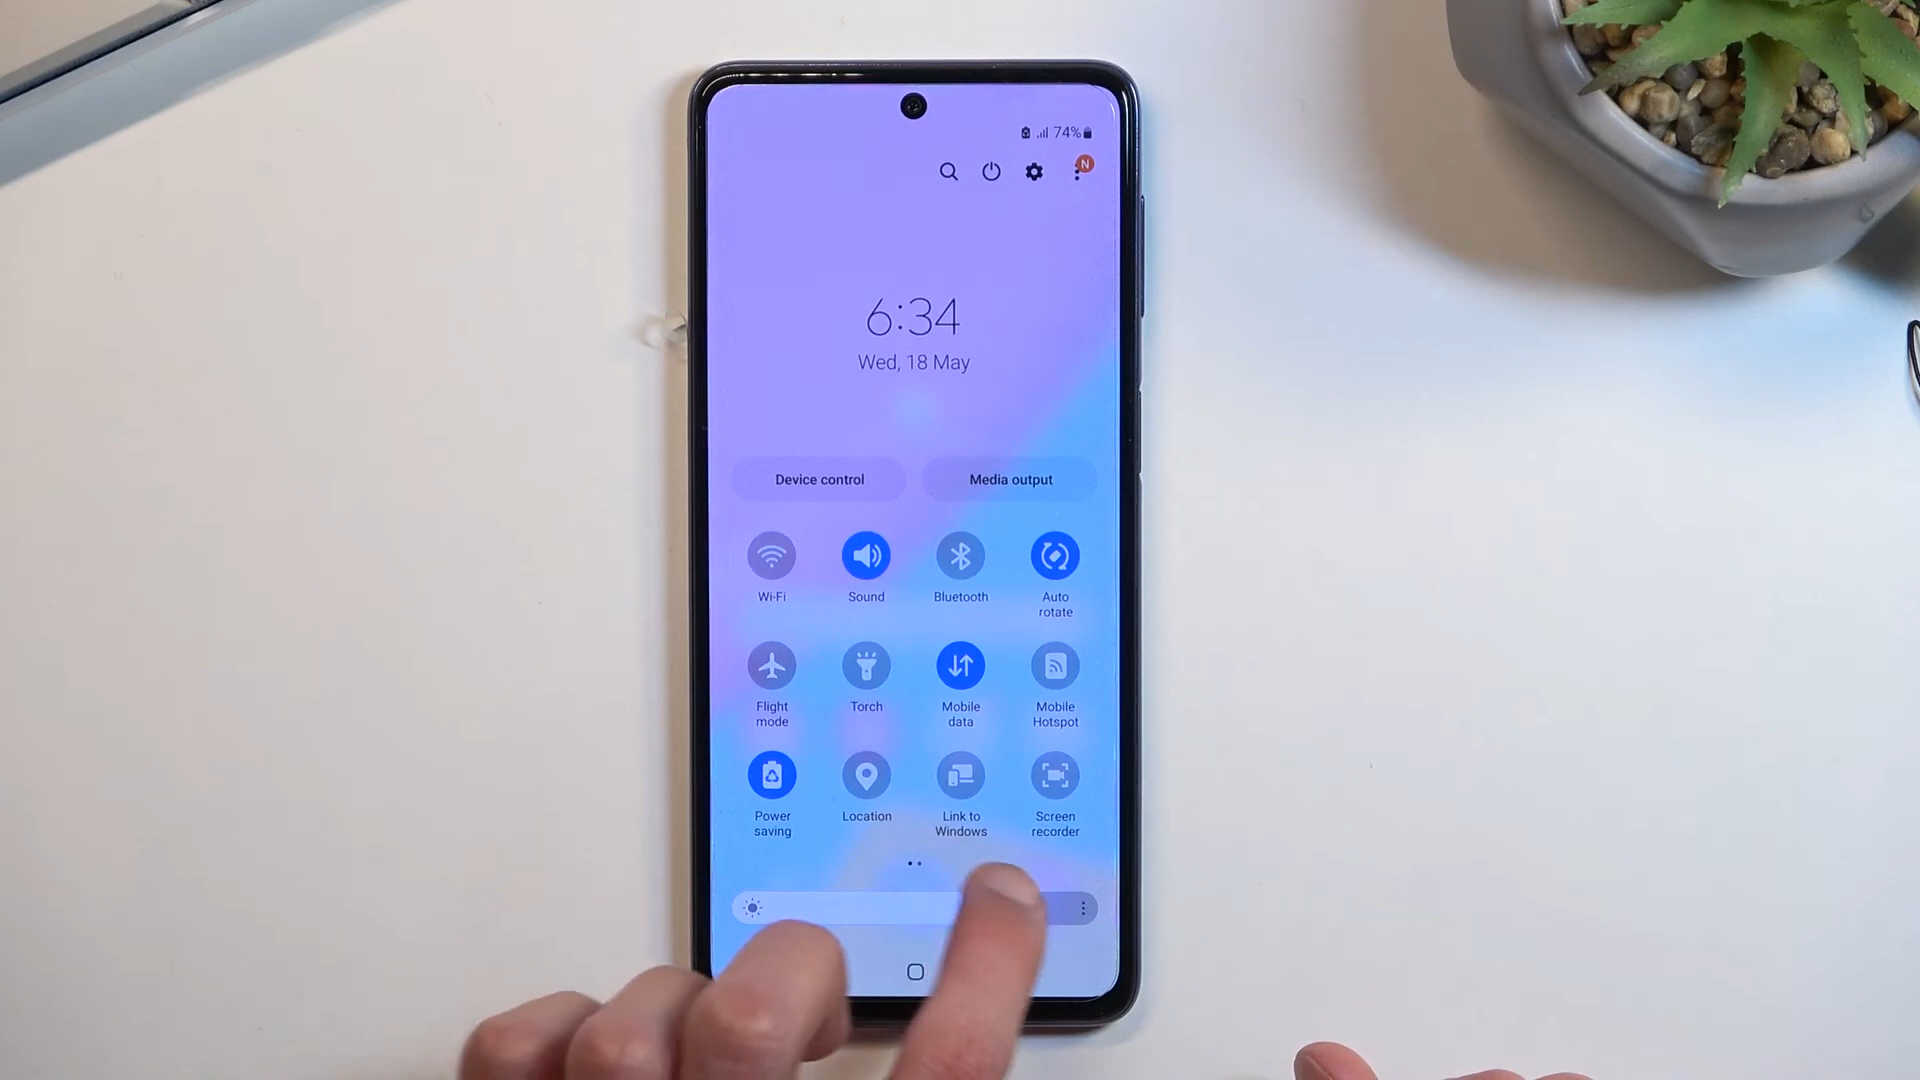 74%
N
6:34
Wed, 18 May
Device control
Media output
Wi-Fi
Sound
Bluetooth
Auto
rotate
Flight
mode
Torch
Mobile
data
Mobile
Hotspot
Power
saving
Location
Link to
Windows
Screen
recorder